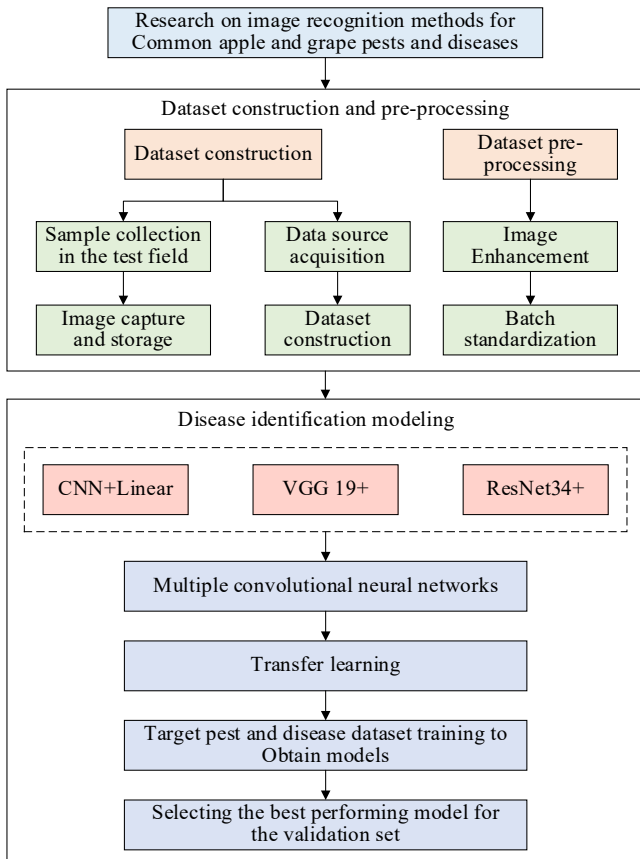 Research on image recognition methods for
Common apple and grape pests and diseases
Dataset construction and pre-processing
Dataset construction
Dataset pre-
processing
Sample collection
in the test field
Data source
acquisition
Image
Enhancement
Image capture
and storage
Dataset
construction
Batch
standardization
Disease identification modeling
CNN+Linear
VGG 19+
ResNet34+
Multiple convolutional neural networks
Transfer learning
Target pest and disease dataset training to
Obtain models
Selecting the best performing model for
the validation set